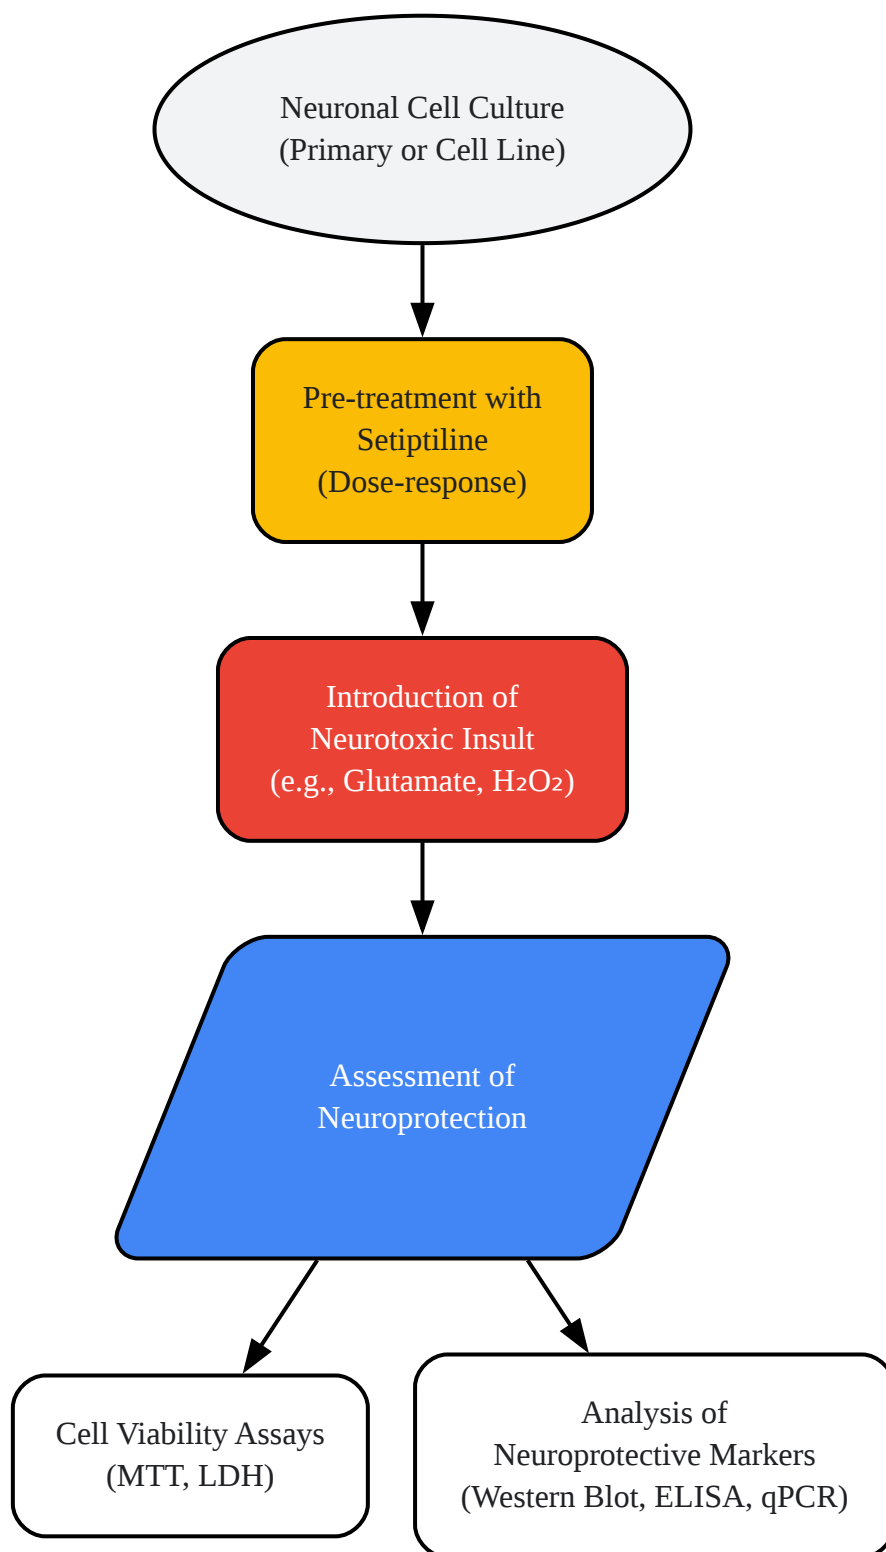 Neuronal Cell Culture
(Primary or Cell Line)
Pre-treatment with
Setiptiline
(Dose-response)
Introduction of
Neurotoxic Insult
(e.g., Glutamate, H₂O₂)
Assessment of
Neuroprotection
Cell Viability Assays
(MTT, LDH)
Analysis of
Neuroprotective Markers
(Western Blot, ELISA, qPCR)